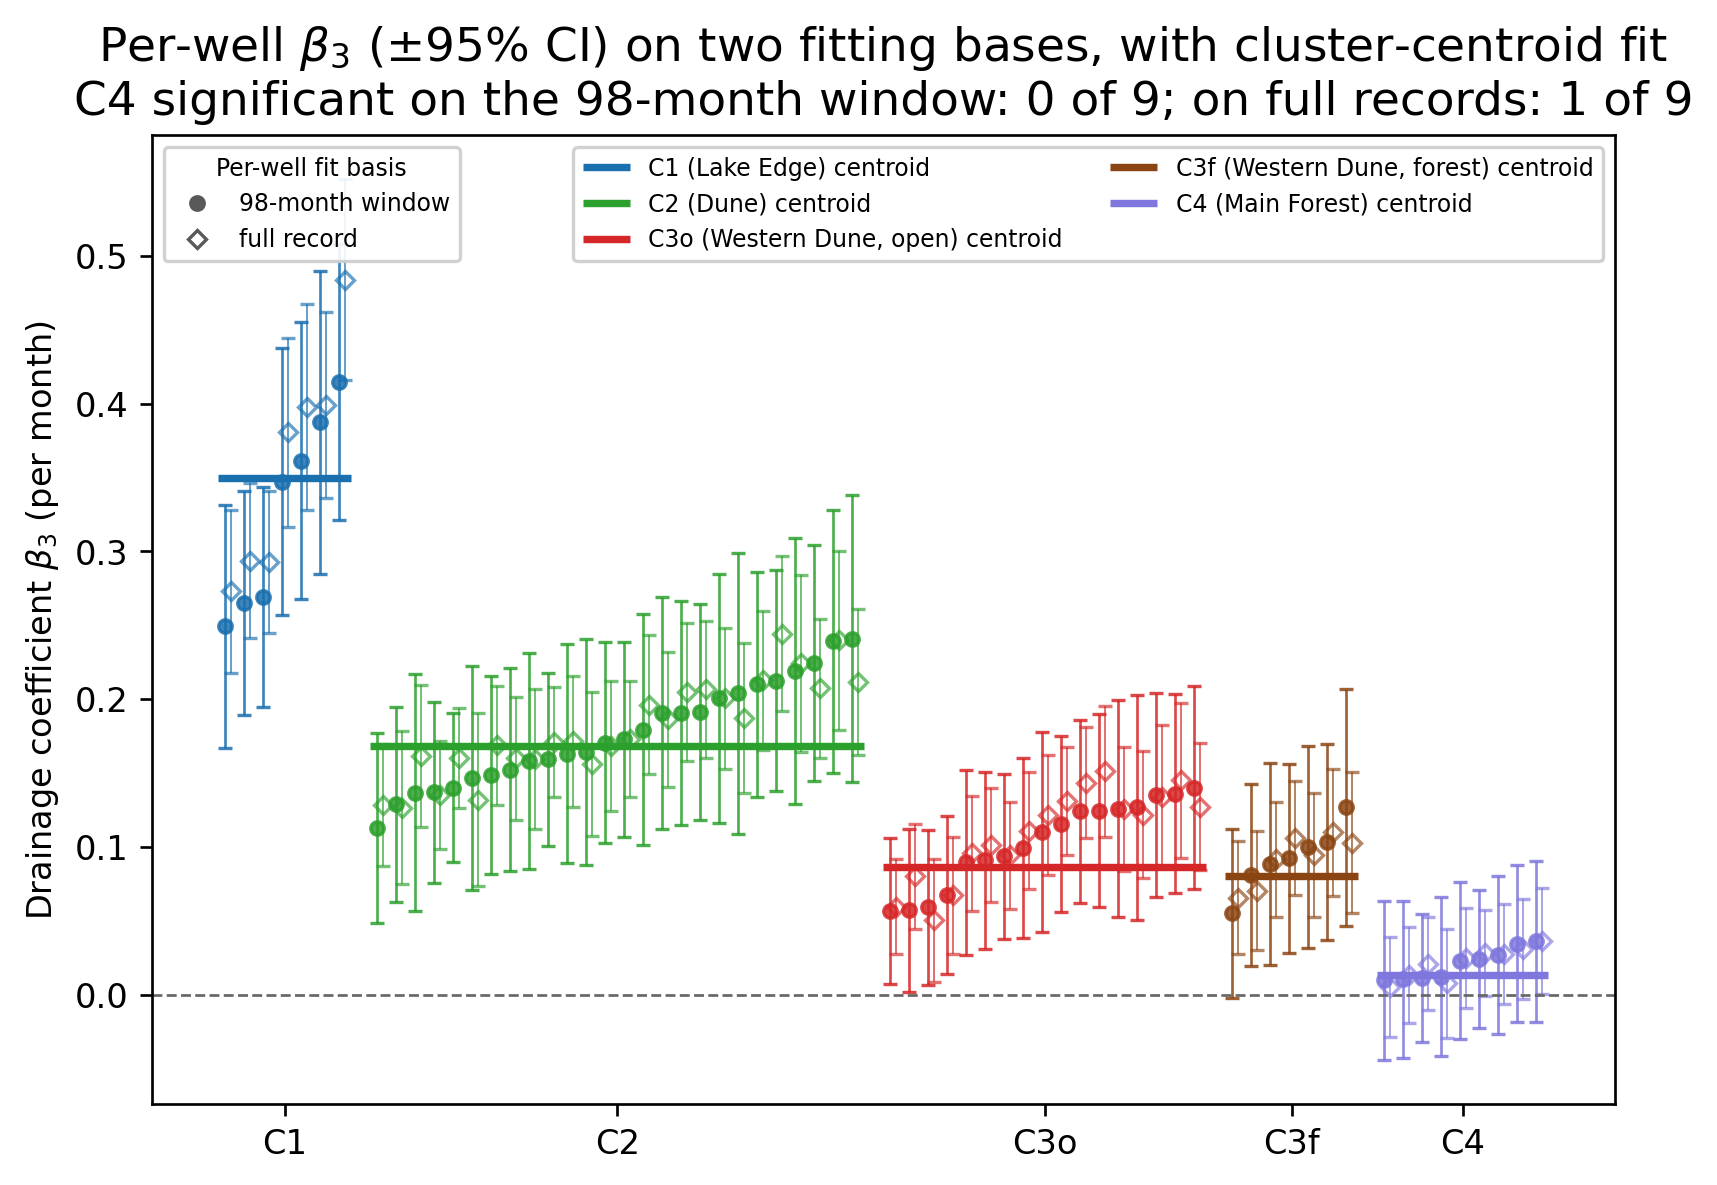 Per-well β₃ (±95% CI) on two fitting bases, with cluster-centroid fit
C4 significant on the 98-month window: 0 of 9; on full records: 1 of 9
Per-well fit basis
98-month window
full record
C1 (Lake Edge) centroid
C2 (Dune) centroid
C3o (Western Dune, open) centroid
C3f (Western Dune, forest) centroid
C4 (Main Forest) centroid
Drainage coefficient β₃ (per month)
0.5
0.4
0.3
0.2
0.1
0.0
C1
C2
C3o
C3f
C4